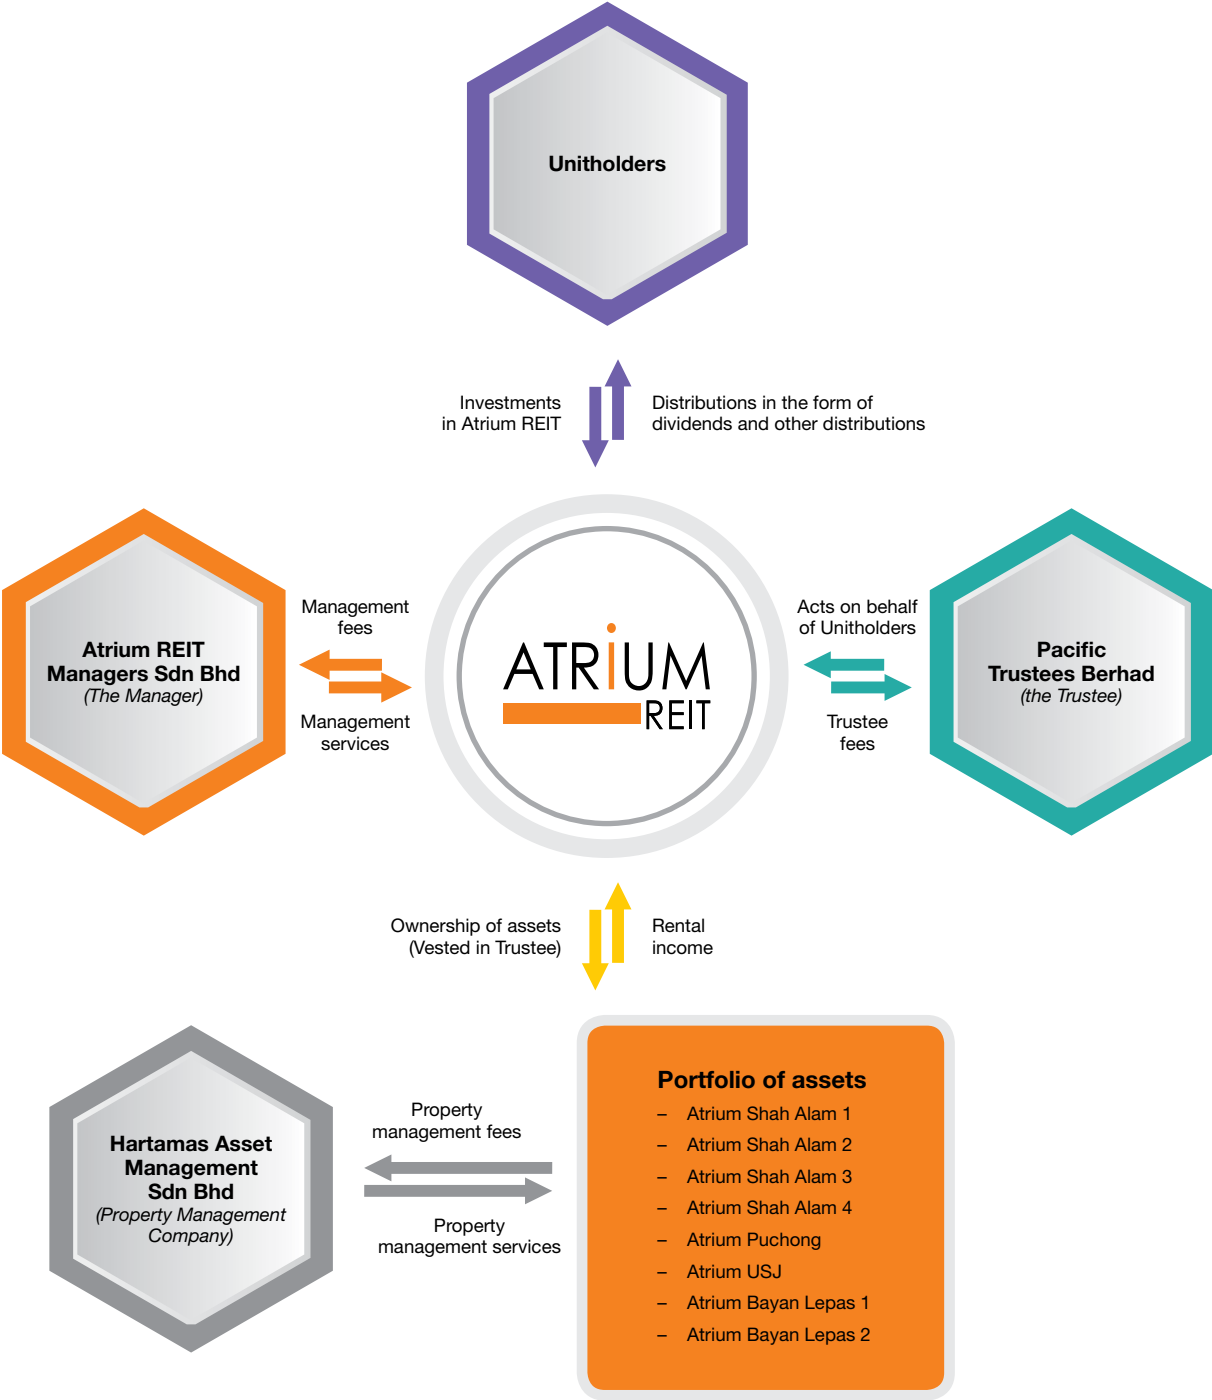 Unitholders
Investments
in Atrium REIT
Distributions in the form of
dividends and other distributions
Atrium REIT
Managers Sdn Bhd
(The Manager)
Management
fees
Management
services
ATRiUM
REIT
Acts on behalf
of Unitholders
Trustee
fees
Pacific
Trustees Berhad
(the Trustee)
Ownership of assets
(Vested in Trustee)
Rental
income
Hartamas Asset
Management
Sdn Bhd
(Property Management
Company)
Property
management fees
Property
management services
Portfolio of assets
– Atrium Shah Alam 1
– Atrium Shah Alam 2
– Atrium Shah Alam 3
– Atrium Shah Alam 4
– Atrium Puchong
– Atrium USJ
– Atrium Bayan Lepas 1
– Atrium Bayan Lepas 2